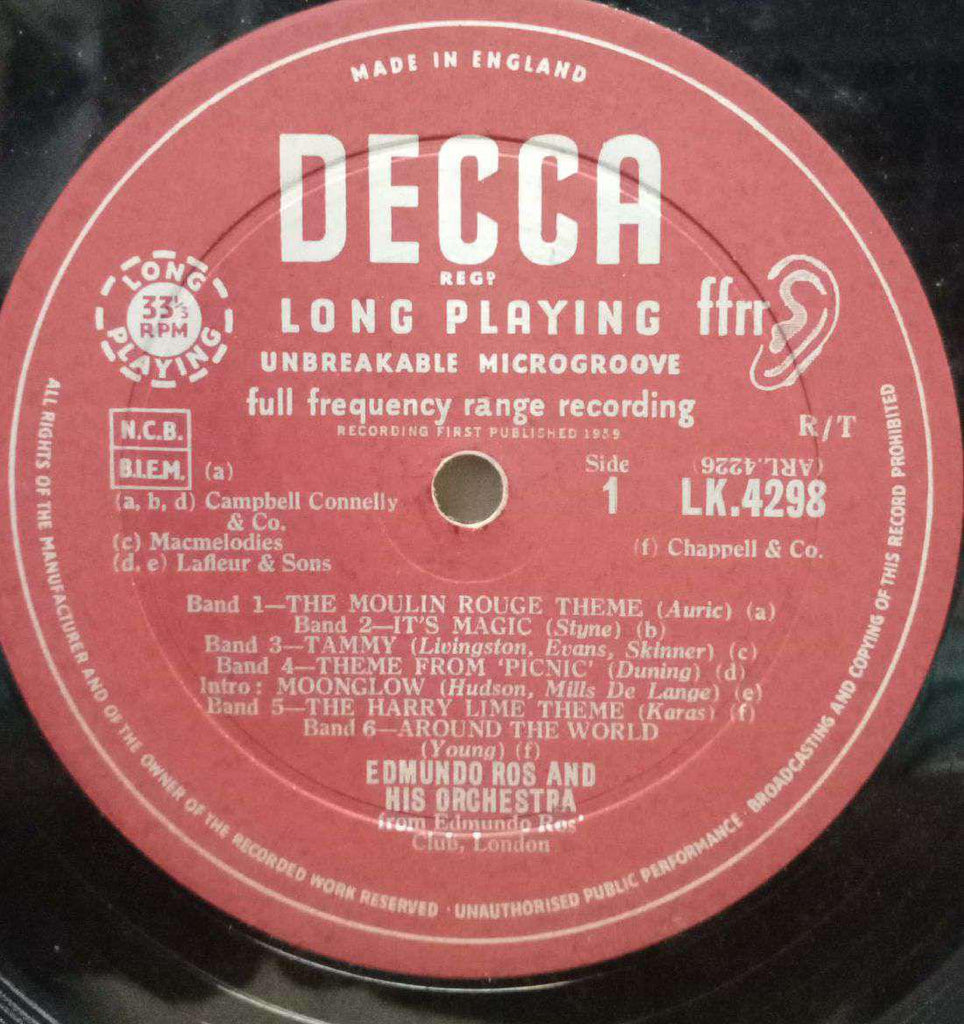 MADE IN ENGLAND
DECCA
REGD
LONG PLAYING
UNBREAKABLE MICROGROOVE
full frequency range recording
RECORDING FIRST PUBLISHED 1959
ffrr
LONG
33⅓
RPM
PLAYING
R/T
N.C.B.
B.I.E.M. (a)
(a, b, d) Campbell Connelly
& Co.
(c) Macmelodies
(d, e) Lafleur & Sons
Side
1
(ARL.4226)
LK.4298
(f) Chappell & Co.
Band 1—THE MOULIN ROUGE THEME (Auric) (a)
Band 2—IT'S MAGIC (Styne) (b)
Band 3—TAMMY (Livingston, Evans, Skinner) (c)
Band 4—THEME FROM 'PICNIC' (Duning) (d)
Intro: MOONGLOW (Hudson, Mills De Lange) (e)
Band 5—THE HARRY LIME THEME (Karas) (f)
Band 6—AROUND THE WORLD
(Young) (f)
EDMUNDO ROS AND
HIS ORCHESTRA
from Edmundo Ros'
Club, London
ALL RIGHTS OF THE MANUFACTURER AND OF THE OWNER OF THE RECORDED WORK RESERVED · UNAUTHORISED PUBLIC PERFORMANCE · BROADCASTING AND COPYING OF THIS RECORD PROHIBITED